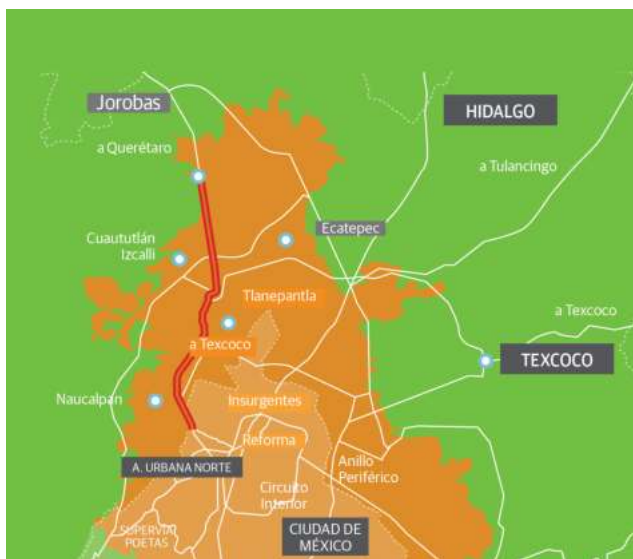 Jorobas
HIDALGO
a Querétaro
a Tulancingo
Ecatepec
Cuaututlán
Izcalli
Tlanepantla
a Texcoco
a Texcoco
TEXCOCO
Naucalpan
Insurgentes
Reforma
Anillo
Periférico
A. URBANA NORTE
Circuito
Interior
SUPERVÍA
POETAS
CIUDAD DE
MÉXICO